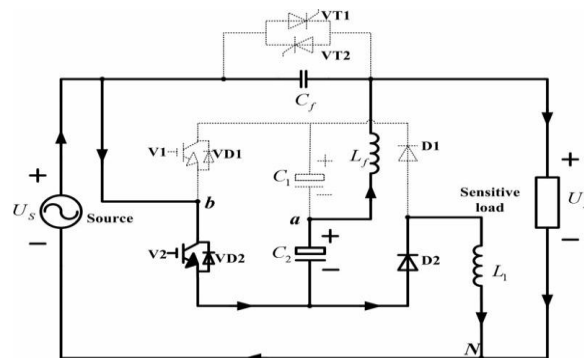 VT1
VT2
C_f
V1
VD1
C_1
L_f
D1
U_S
Source
b
a
Sensitive
load
U
V2
VD2
C_2
D2
L_1
N